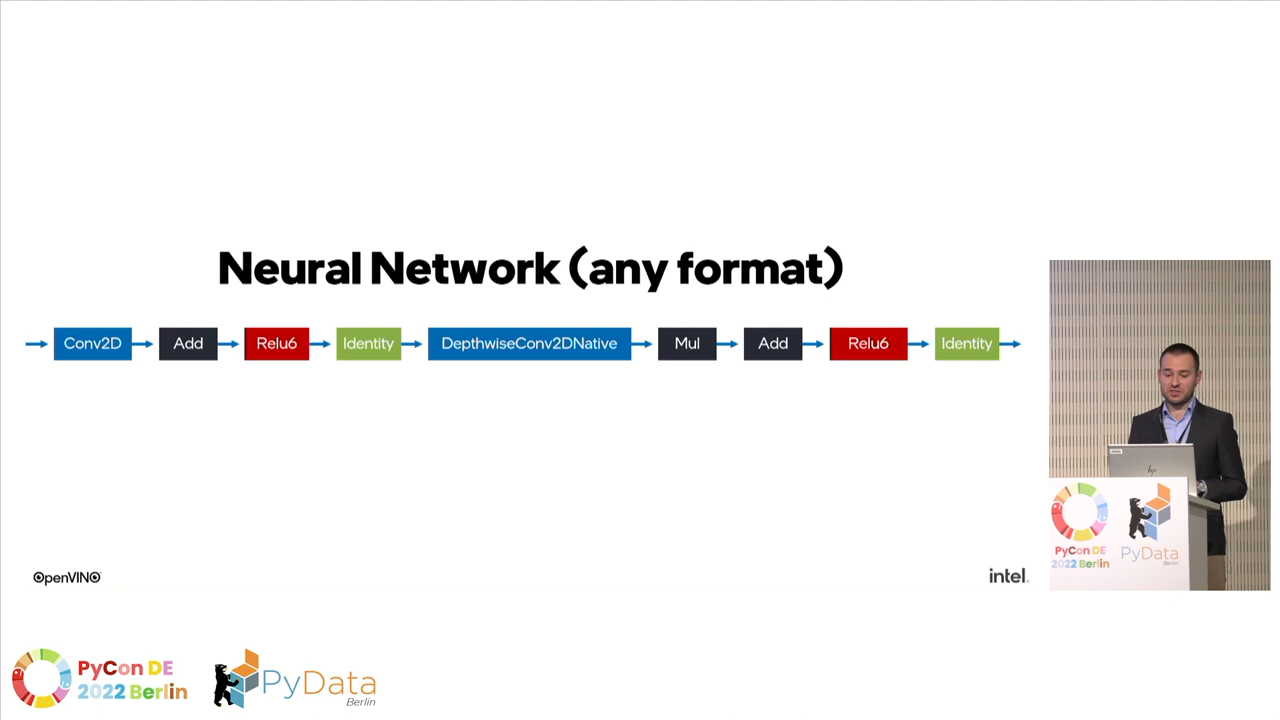 Neural Network (any format)
Conv2D Add Relu6 Identity DepthwiseConv2DNative Mul Add Relu6 Identity
OpenVINO
intel.
hp
PyCon DE
2022 Berlin
PyData
Berlin
PyCon DE
2022 Berlin
PyData
Berlin